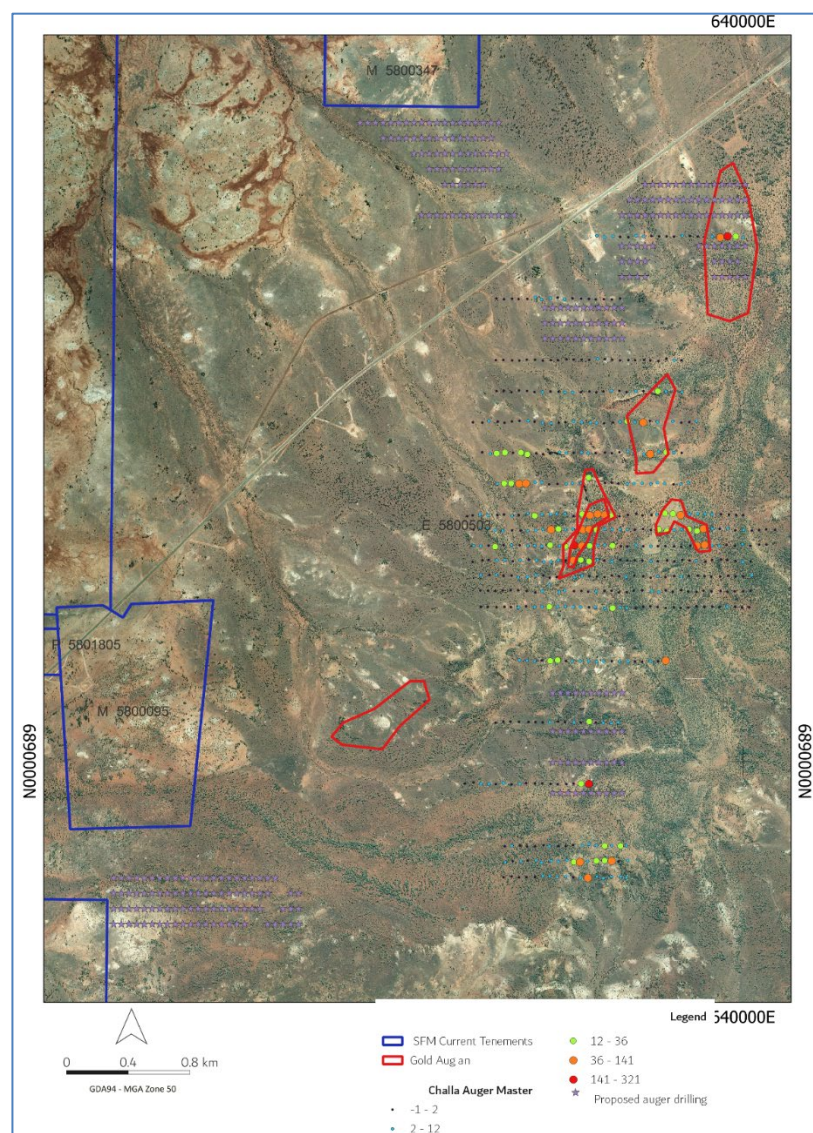 640000E
M 5800347
E 5800503
P 5801805
M 5800095
N0000689
N0000689
Legend
640000E
0 0.4 0.8 km
GDA94 - MGA Zone 50
SFM Current Tenements
Gold Aug an
Challa Auger Master
-1 - 2
2 - 12
12 - 36
36 - 141
141 - 321
Proposed auger drilling